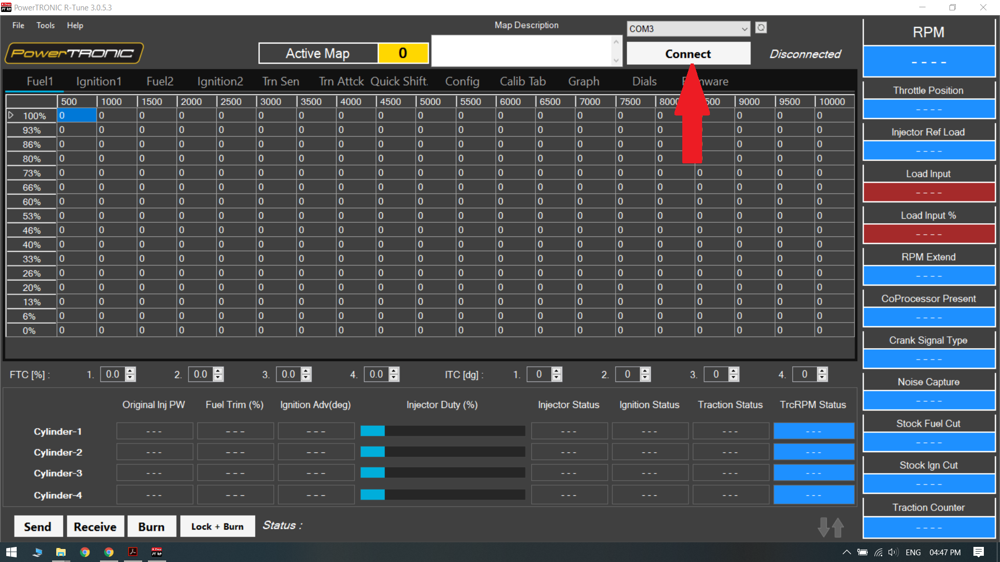 PowerTRONIC R-Tune 3.0.5.3
File Tools Help
Map Description
COM3
PowerTRONIC
Active Map 0
Connect
Disconnected
Fuel1 Ignition1 Fuel2 Ignition2 Trn Sen Trn Attck Quick Shift. Config Calib Tab Graph Dials
500 1000 1500 2000 2500 3000 3500 4000 4500 5000 5500 6000 6500 7000 7500 9000 9500 10000
100% 0 0 0 0 0 0 0 0 0 0 0 0 0 0 0 0 0 0 0
93% 0 0 0 0 0 0 0 0 0 0 0 0 0 0 0 0 0 0 0
86% 0 0 0 0 0 0 0 0 0 0 0 0 0 0 0 0 0 0 0
80% 0 0 0 0 0 0 0 0 0 0 0 0 0 0 0 0 0 0 0
73% 0 0 0 0 0 0 0 0 0 0 0 0 0 0 0 0 0 0 0 0
66% 0 0 0 0 0 0 0 0 0 0 0 0 0 0 0 0 0 0 0 0
60% 0 0 0 0 0 0 0 0 0 0 0 0 0 0 0 0 0 0 0 0
53% 0 0 0 0 0 0 0 0 0 0 0 0 0 0 0 0 0 0 0 0
46% 0 0 0 0 0 0 0 0 0 0 0 0 0 0 0 0 0 0 0 0
40% 0 0 0 0 0 0 0 0 0 0 0 0 0 0 0 0 0 0 0 0
33% 0 0 0 0 0 0 0 0 0 0 0 0 0 0 0 0 0 0 0 0
26% 0 0 0 0 0 0 0 0 0 0 0 0 0 0 0 0 0 0 0 0
20% 0 0 0 0 0 0 0 0 0 0 0 0 0 0 0 0 0 0 0 0
13% 0 0 0 0 0 0 0 0 0 0 0 0 0 0 0 0 0 0 0 0
6% 0 0 0 0 0 0 0 0 0 0 0 0 0 0 0 0 0 0 0 0
0% 0 0 0 0 0 0 0 0 0 0 0 0 0 0 0 0 0 0 0 0
FTC [%] : 1. 0.0 2. 0.0 3. 0.0 4. 0.0 ITC [dg] : 1. 0 2. 0 3. 0 4. 0
Original Inj PW Fuel Trim (%) Ignition Adv(deg) Injector Duty (%) Injector Status Ignition Status Traction Status TrcRPM Status
Cylinder-1 --- --- --- --- --- --- ---
Cylinder-2 --- --- --- --- --- --- ---
Cylinder-3 --- --- --- --- --- --- ---
Cylinder-4 --- --- --- --- --- --- ---
Send Receive Burn Lock + Burn Status :
RPM
----
Throttle Position
----
Injector Ref Load
----
Load Input
----
Load Input %
----
RPM Extend
----
CoProcessor Present
----
Crank Signal Type
----
Noise Capture
----
Stock Fuel Cut
----
Stock Ign Cut
----
Traction Counter
----
ENG 04:47 PM